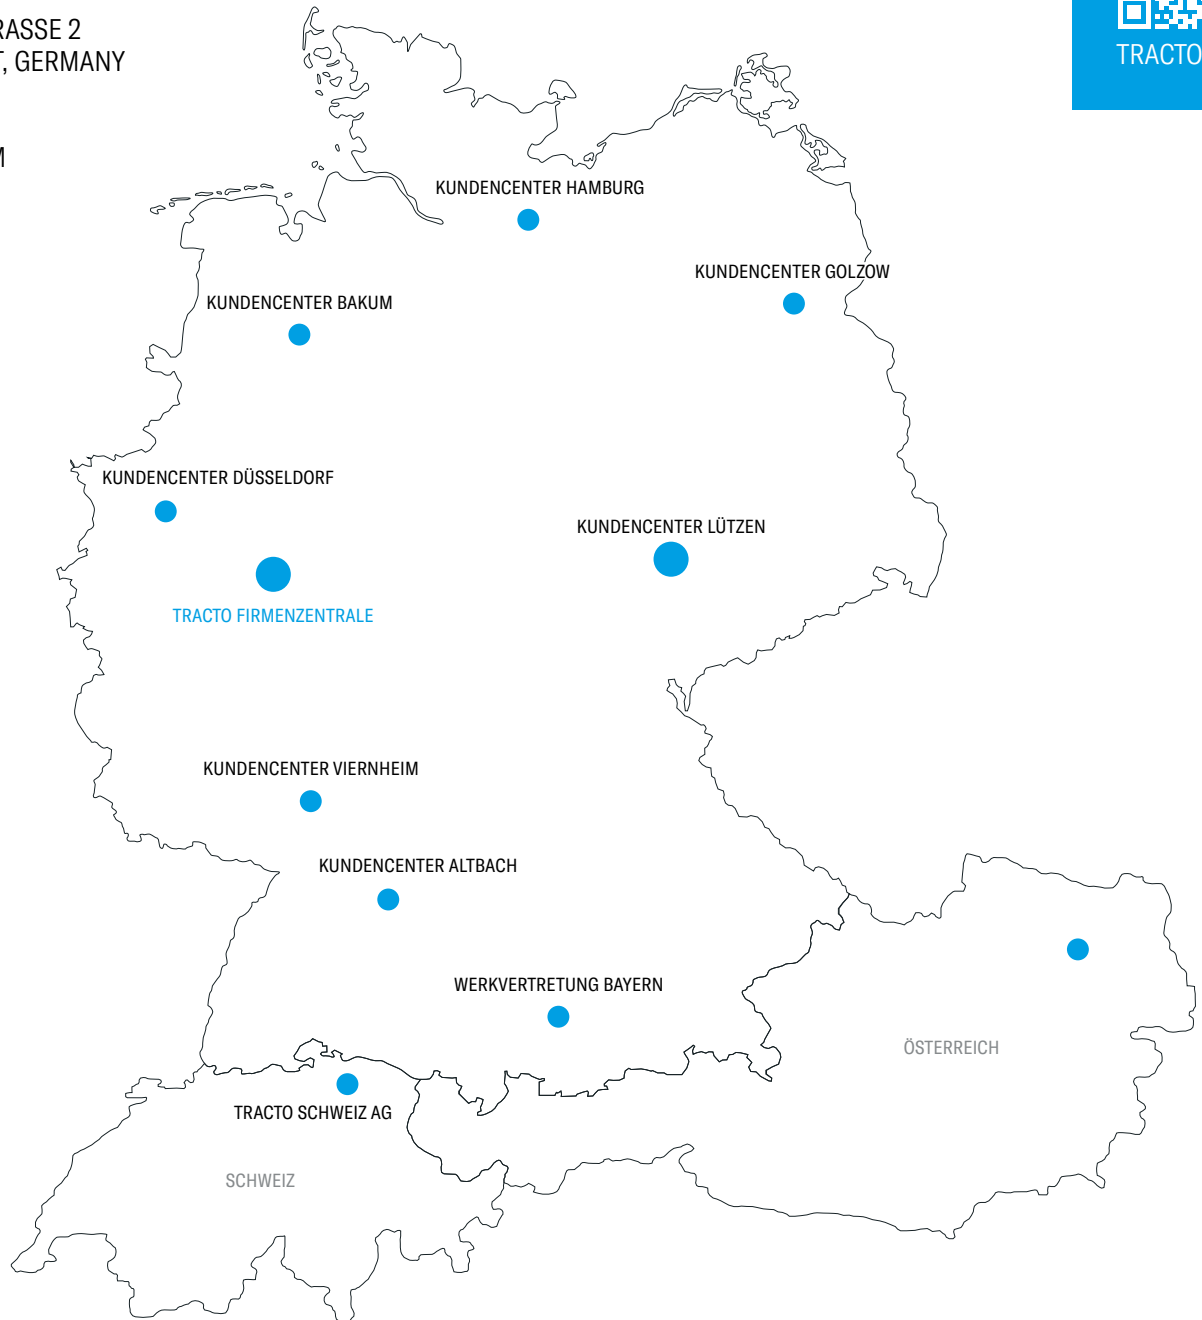 RASSE 2
T, GERMANY
M
TRACTO
KUNDENCENTER HAMBURG
KUNDENCENTER GOLZOW
KUNDENCENTER BAKUM
KUNDENCENTER DÜSSELDORF
KUNDENCENTER LÜTZEN
TRACTO FIRMENZENTRALE
KUNDENCENTER VIERNHEIM
KUNDENCENTER ALTBACH
WERKVERTRETUNG BAYERN
ÖSTERREICH
TRACTO SCHWEIZ AG
SCHWEIZ